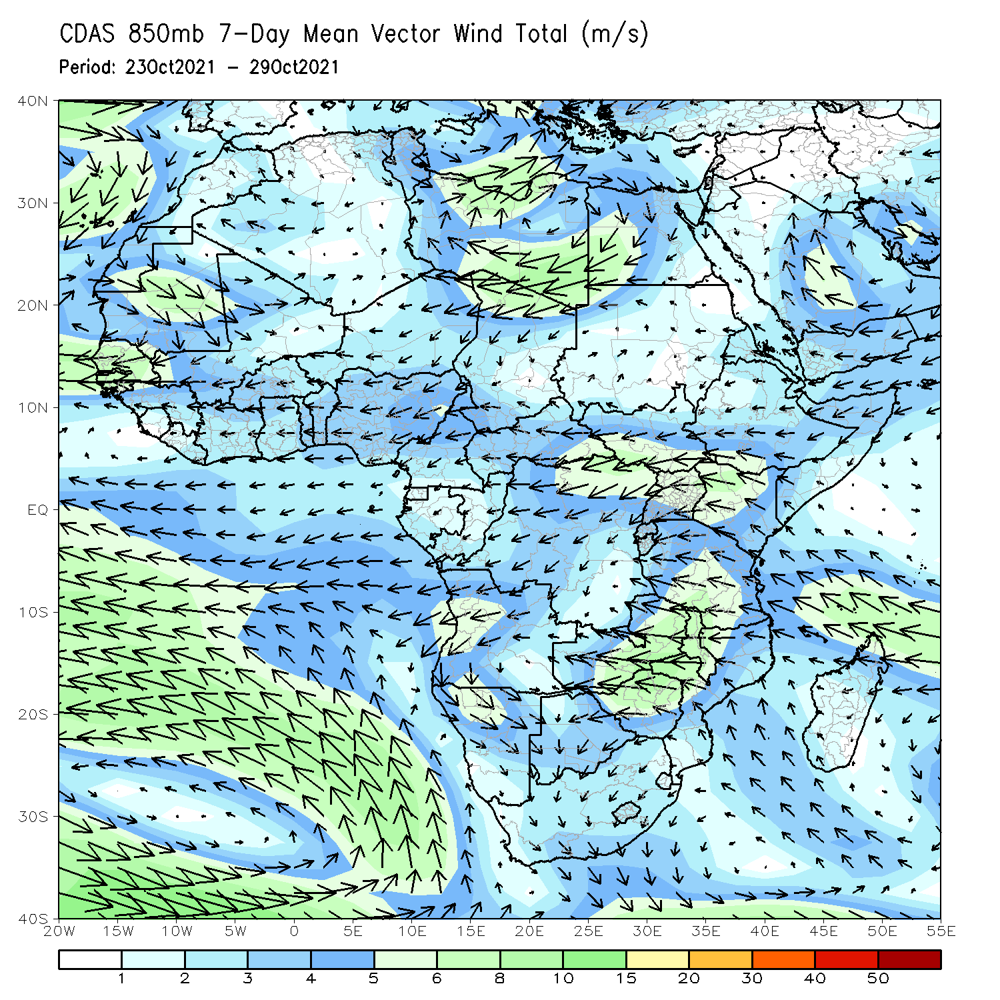 CDAS 850mb 7-Day Mean Vector Wind Total (m/s)
Period: 23Oct2021 - 29Oct2021
40N
30N
20N
10N
EQ
10S
20S
30S
40S
20W 15W 10W 5W 0 5E 10E 15E 20E 25E 30E 35E 40E 45E 50E 55E
1 2 3 4 5 6 8 10 15 20 30 40 50